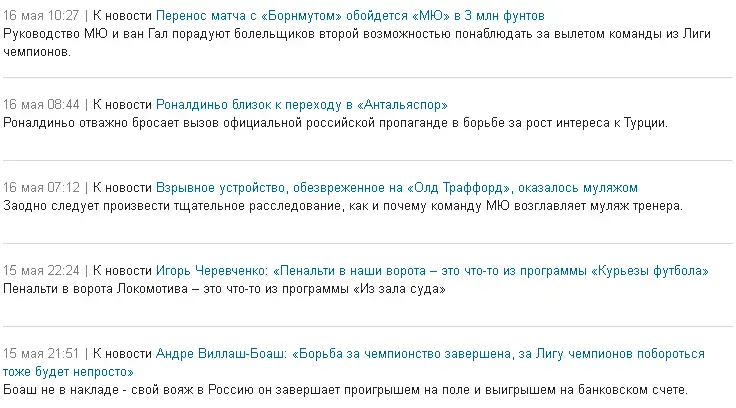 16 мая 10:27 | К новости Перенос матча с «Борнмутом» обойдется «МЮ» в 3 млн фунтов
Руководство МЮ и ван Гал порадуют болельщиков второй возможностью понаблюдать за вылетом команды из Лиги
чемпионов.
16 мая 08:44 | К новости Роналдиньо близок к переходу в «Антальяспор»
Роналдиньо отважно бросает вызов официальной российской пропаганде в борьбе за рост интереса к Турции.
16 мая 07:12 | К новости Взрывное устройство, обезвреженное на «Олд Траффорд», оказалось муляжом
Заодно следует произвести тщательное расследование, как и почему команду МЮ возглавляет муляж тренера.
15 мая 22:24 | К новости Игорь Черевченко: «Пенальти в наши ворота – это что-то из программы «Курьезы футбола»
Пенальти в ворота Локомотива – это что-то из программы «Из зала суда»
15 мая 21:51 | К новости Андре Виллаш-Боаш: «Борьба за чемпионство завершена, за Лигу чемпионов побороться
тоже будет непросто»
Боаш не в накладе - свой вояж в Россию он завершает проигрышем на поле и выигрышем на банковском счете.